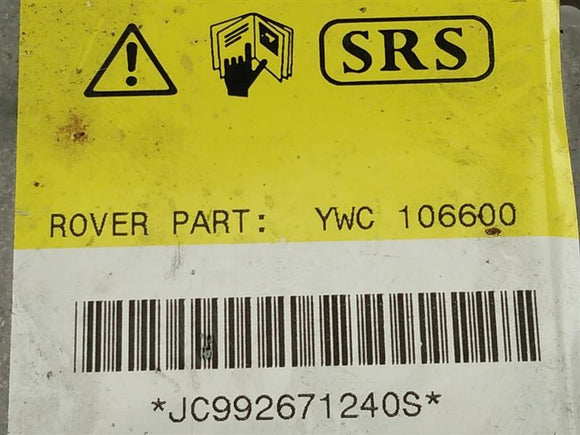 SRS
ROVER PART: YWC 106600
*JC992671240S*